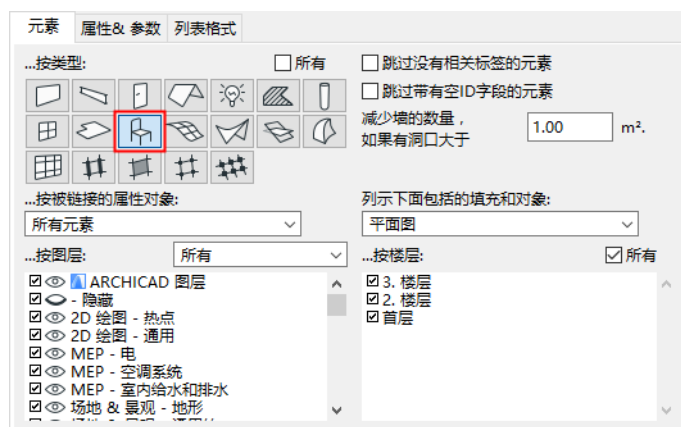 元素 属性& 参数 列表格式
...按类型: 所有
跳过没有相关标签的元素
跳过带有空ID字段的元素
减少墙的数量，
如果有洞口大于 1.00 m².
...按被链接的属性对象:
所有元素
列示下面包括的填充和对象:
平面图
...按图层: 所有
...按楼层: 所有
ARCHICAD 图层
- 隐藏
2D 绘图 - 热点
2D 绘图 - 通用
MEP - 电
MEP - 空调系统
MEP - 室内给水和排水
场地 & 景观 - 地形
3. 楼层
2. 楼层
首层